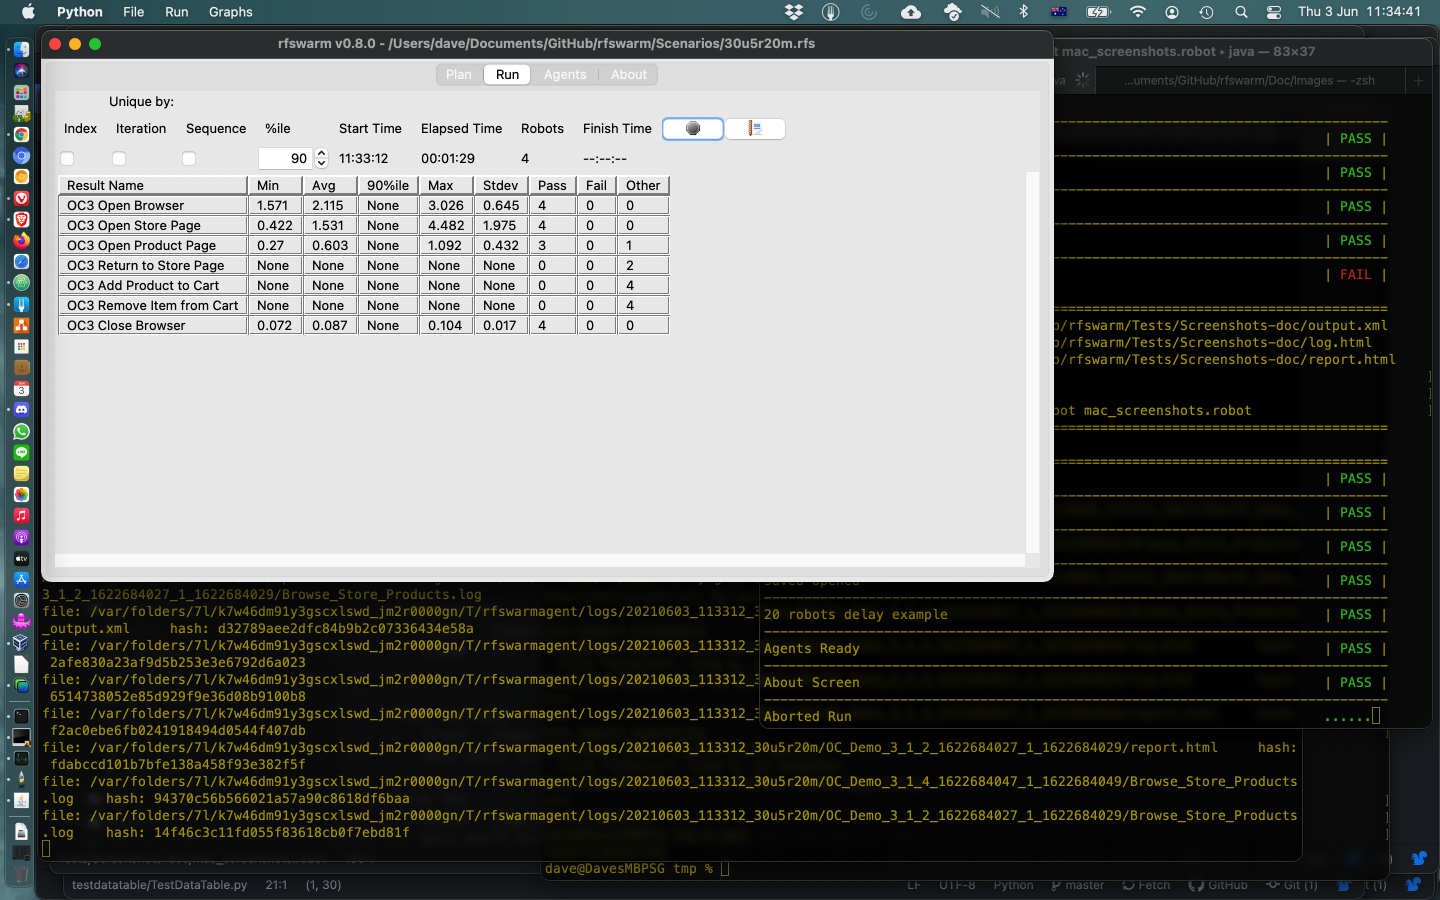 Python File Run Graphs Thu 3 Jun 11:34:41
rfswarm v0.8.0 - /Users/dave/Documents/GitHub/rfswarm/Scenarios/30u5r20m.rfs
Plan Run Agents About
Unique by:
Index Iteration Sequence %ile Start Time Elapsed Time Robots Finish Time
90 11:33:12 00:01:29 4 --:--:--
Result Name Min Avg 90%ile Max Stdev Pass Fail Other
OC3 Open Browser 1.571 2.115 None 3.026 0.645 4 0 0
OC3 Open Store Page 0.422 1.531 None 4.482 1.975 4 0 0
OC3 Open Product Page 0.27 0.603 None 1.092 0.432 3 0 1
OC3 Return to Store Page None None None None None 0 0 2
OC3 Add Product to Cart None None None None None 0 0 4
OC3 Remove Item from Cart None None None None None 0 0 4
OC3 Close Browser 0.072 0.087 None 0.104 0.017 4 0 0
t mac_screenshots.robot ▸ java — 83×37
...uments/GitHub/rfswarm/Doc/Images — -zsh
| PASS |
| PASS |
| PASS |
| PASS |
| FAIL |
/rfswarm/Tests/Screenshots-doc/output.xml
/rfswarm/Tests/Screenshots-doc/log.html
/rfswarm/Tests/Screenshots-doc/report.html
ot mac_screenshots.robot
| PASS |
| PASS |
| PASS |
| PASS |
20 robots delay example | PASS |
Agents Ready | PASS |
About Screen | PASS |
Aborted Run ......
3_1_2_1622684027_1_1622684029/Browse_Store_Products.log
file: /var/folders/7l/k7w46dm91y3gscxlswd_jm2r0000gn/T/rfswarmagent/logs/20210603_113312_3
_output.xml hash: d32789aee2dfc84b9b2c07336434e58a
file: /var/folders/7l/k7w46dm91y3gscxlswd_jm2r0000gn/T/rfswarmagent/logs/20210603_113312_3
2afe830a23af9d5b253e3e6792d6a023
file: /var/folders/7l/k7w46dm91y3gscxlswd_jm2r0000gn/T/rfswarmagent/logs/20210603_113312_3
6514738052e85d929f9e36d08b9100b8
file: /var/folders/7l/k7w46dm91y3gscxlswd_jm2r0000gn/T/rfswarmagent/logs/20210603_113312_3
f2ac0ebe6fb0241918494d0544f407db
file: /var/folders/7l/k7w46dm91y3gscxlswd_jm2r0000gn/T/rfswarmagent/logs/20210603_113312_30u5r20m/OC_Demo_3_1_2_1622684027_1_1622684029/report.html hash:
fdabccd101b7bfe138a458f93e382f5f
file: /var/folders/7l/k7w46dm91y3gscxlswd_jm2r0000gn/T/rfswarmagent/logs/20210603_113312_30u5r20m/OC_Demo_3_1_4_1622684047_1_1622684049/Browse_Store_Products
.log hash: 94370c56b566021a57a90c8618df6baa
file: /var/folders/7l/k7w46dm91y3gscxlswd_jm2r0000gn/T/rfswarmagent/logs/20210603_113312_30u5r20m/OC_Demo_3_1_2_1622684027_1_1622684029/Browse_Store_Products
.log hash: 14f46c3c11fd055f83618cb0f7ebd81f
dave@DavesMBPSG tmp %
testdatatable/TestDataTable.py 21:1 (1, 30) LF UTF-8 Python master Fetch GitHub Git (1)